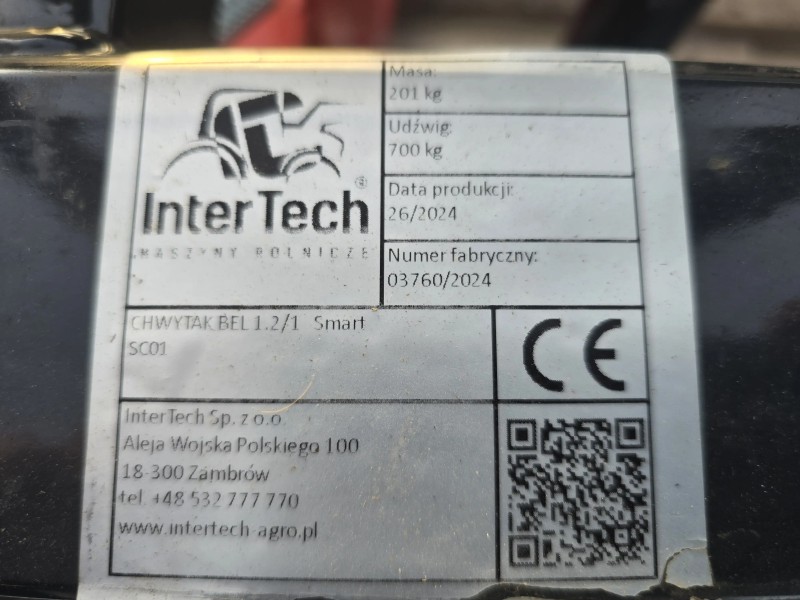 InterTech®
MASZYNY ROLNICZE
Masa:
201 kg
Udźwig:
700 kg
Data produkcji:
26/2024
Numer fabryczny:
03760/2024
CHWYTAK BEL 1.2/1 Smart
SC01
CE
InterTech Sp. z o.o
Aleja Wojska Polskiego 100
18-300 Zambrów
tel. +48 532 777 770
www.intertech-agro.pl